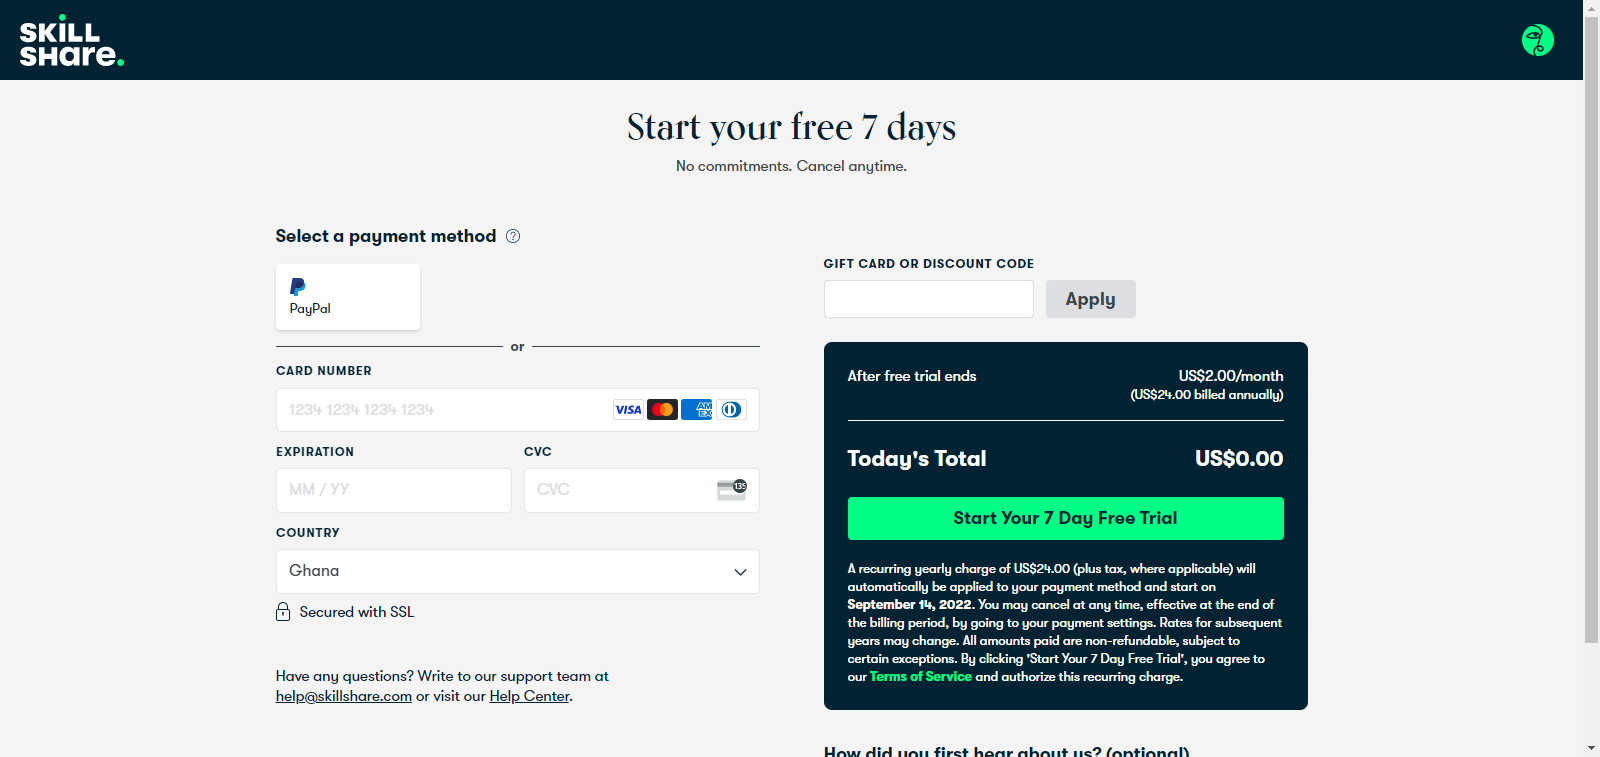 SKILL
SHARE.
Start your free 7 days
No commitments. Cancel anytime.
Select a payment method ?
PayPal
or
CARD NUMBER
1234 1234 1234 1234
VISA
AM
EX
EXPIRATION
CVC
MM / YY
CVC
135
COUNTRY
Ghana
Secured with SSL
Have any questions? Write to our support team at
help@skillshare.com or visit our Help Center.
GIFT CARD OR DISCOUNT CODE
Apply
After free trial ends US$2.00/month
(US$24.00 billed annually)
Today's Total US$0.00
Start Your 7 Day Free Trial
A recurring yearly charge of US$24.00 (plus tax, where applicable) will
automatically be applied to your payment method and start on
September 14, 2022. You may cancel at any time, effective at the end of
the billing period, by going to your payment settings. Rates for subsequent
years may change. All amounts paid are non-refundable, subject to
certain exceptions. By clicking 'Start Your 7 Day Free Trial', you agree to
our Terms of Service and authorize this recurring charge.
How did you first hear about us? (optional)